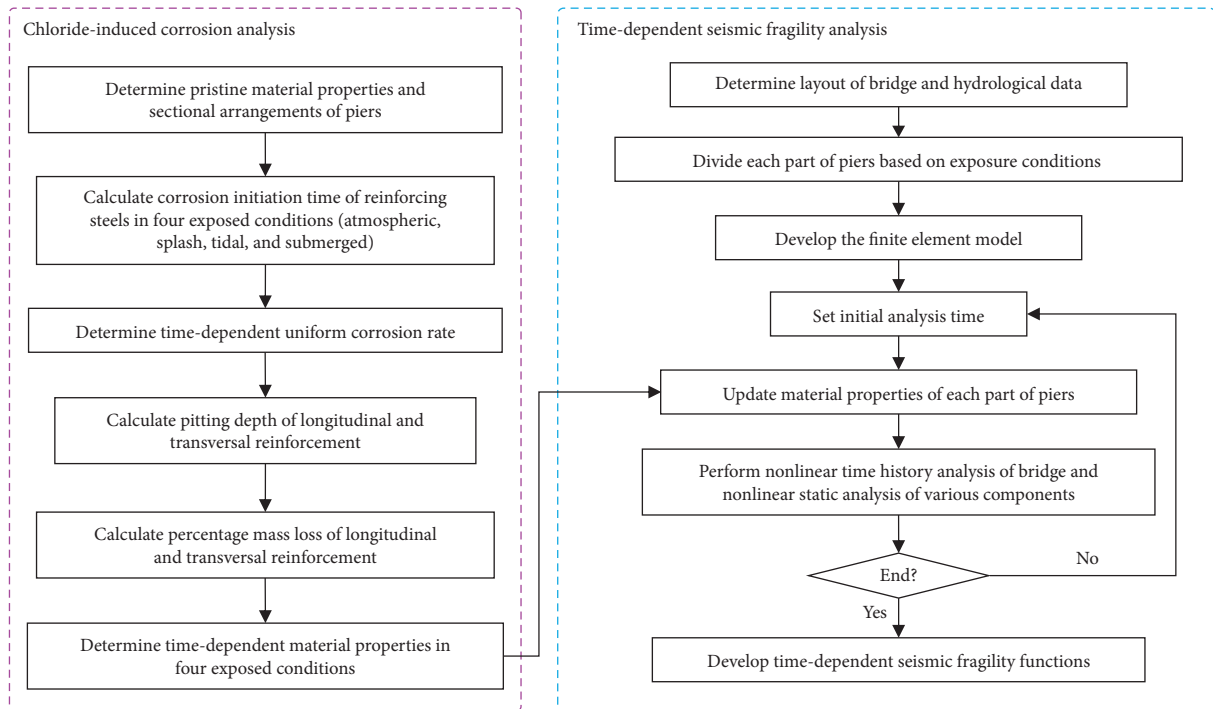 Chloride-induced corrosion analysis
Determine pristine material properties and
sectional arrangements of piers
Calculate corrosion initiation time of reinforcing
steels in four exposed conditions (atmospheric,
splash, tidal, and submerged)
Determine time-dependent uniform corrosion rate
Calculate pitting depth of longitudinal and
transversal reinforcement
Calculate percentage mass loss of longitudinal
and transversal reinforcement
Determine time-dependent material properties in
four exposed conditions
Time-dependent seismic fragility analysis
Determine layout of bridge and hydrological data
Divide each part of piers based on exposure conditions
Develop the finite element model
Set initial analysis time
Update material properties of each part of piers
Perform nonlinear time history analysis of bridge and
nonlinear static analysis of various components
End?
No
Yes
Develop time-dependent seismic fragility functions